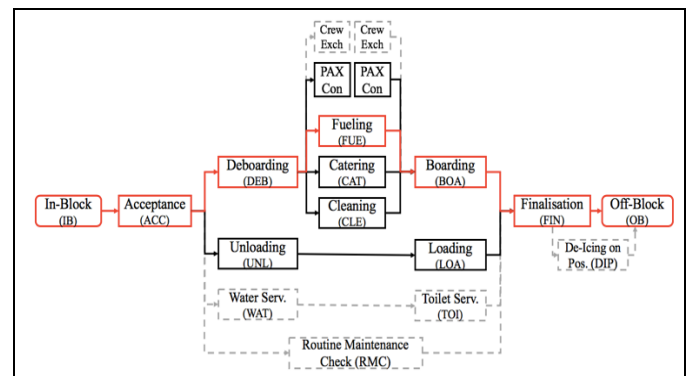 Crew
Exch
Crew
Exch
PAX
Con
PAX
Con
Fueling
(FUE)
Deboarding
(DEB)
Catering
(CAT)
Boarding
(BOA)
In-Block
(IB)
Acceptance
(ACC)
Cleaning
(CLE)
Finalisation
(FIN)
Off-Block
(OB)
Unloading
(UNL)
Loading
(LOA)
De-Icing on
Pos. (DIP)
Water Serv.
(WAT)
Toilet Serv.
(TOI)
Routine Maintenance
Check (RMC)